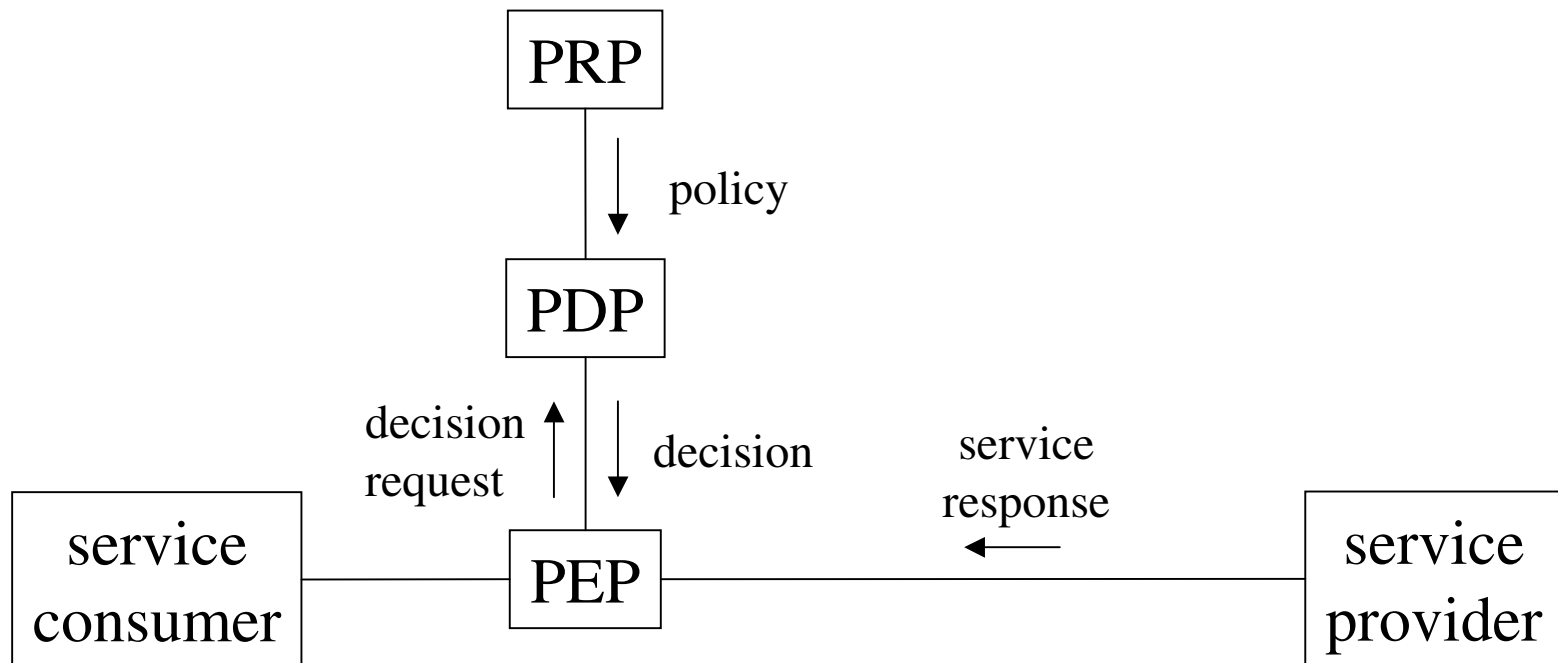 PRP
policy
PDP
decision
request
decision
service
response
service
consumer
PEP
service
provider